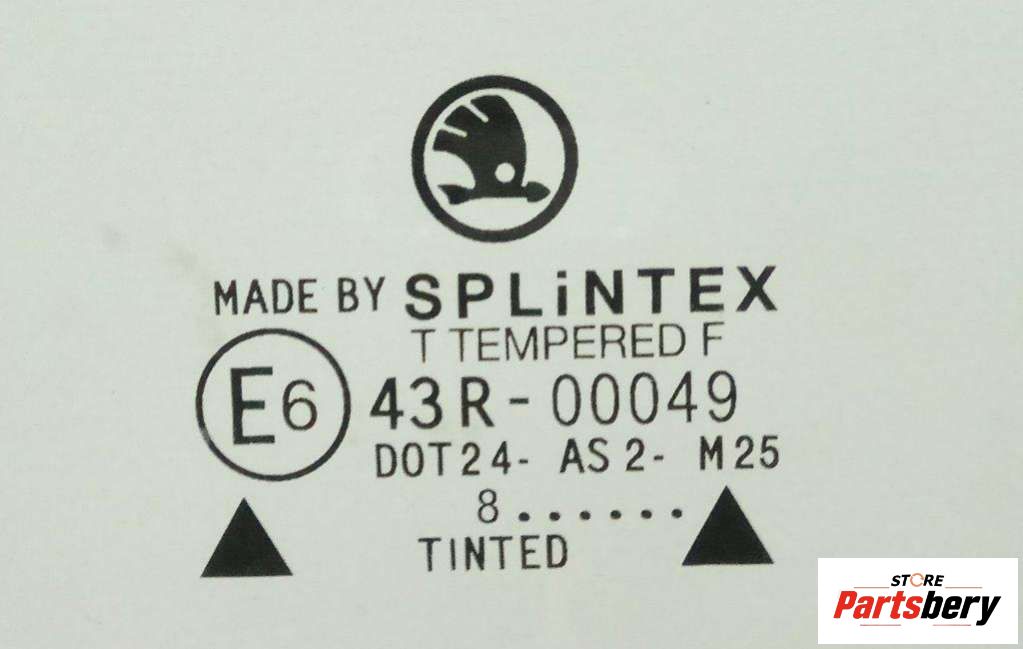 MADE BY SPLiNTEX
T TEMPERED F
E6 43R-00049
DOT24- AS2- M25
8......
TINTED
STORE
Partsbery